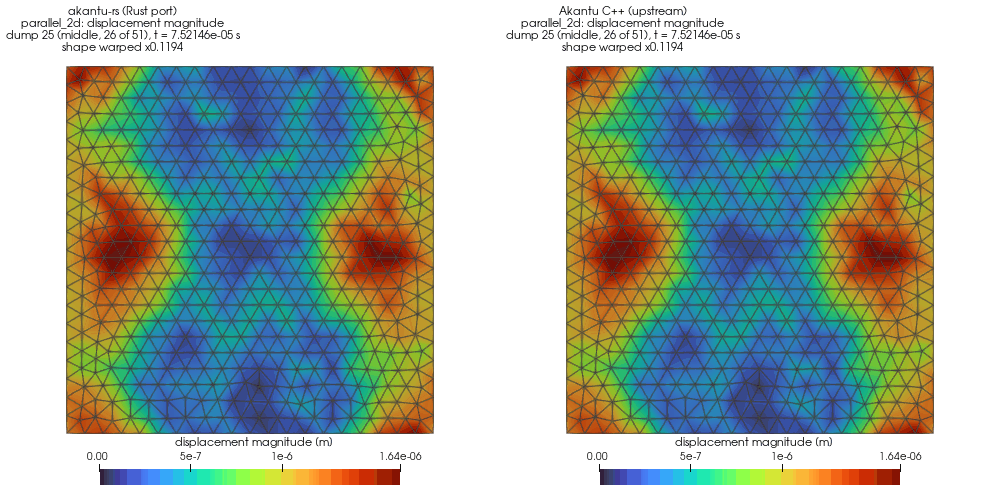 akantu-rs (Rust port)
parallel_2d: displacement magnitude
dump 25 (middle, 26 of 51), t = 7.52146e-05 s
shape warped x0.1194
displacement magnitude [m]
0.00 5e-7 1e-6 1.64e-06
Akantu C++ (upstream)
parallel_2d: displacement magnitude
dump 25 (middle, 26 of 51), t = 7.52146e-05 s
shape warped x0.1194
displacement magnitude [m]
0.00 5e-7 1e-6 1.64e-06